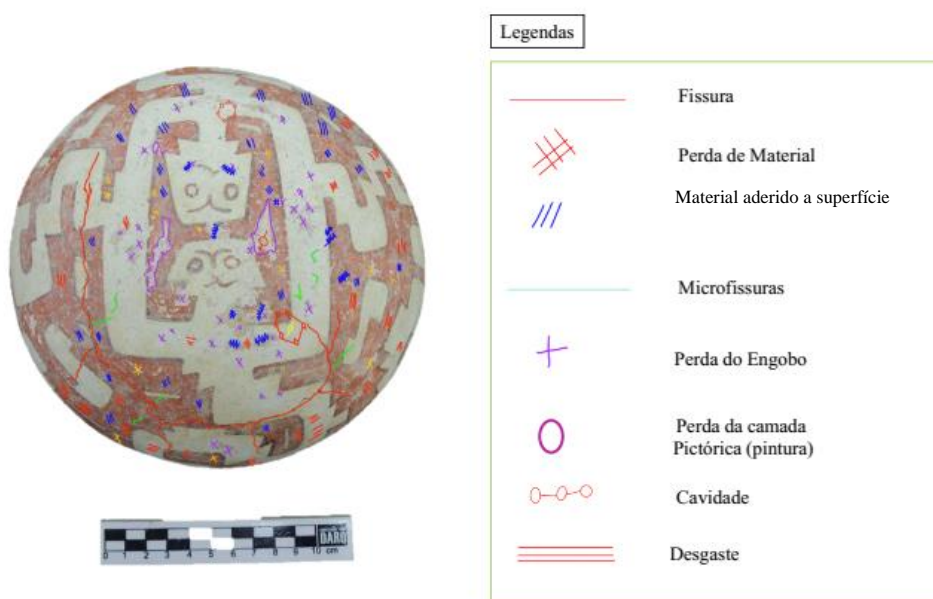 Legendas
Fissura
Perda de Material
Material aderido a superfície
Microfissuras
Perda do Engobo
Perda da camada
Pictórica (pintura)
Cavidade
Desgaste
0 1 2 3 4 5 6 7 8 9 10 cm